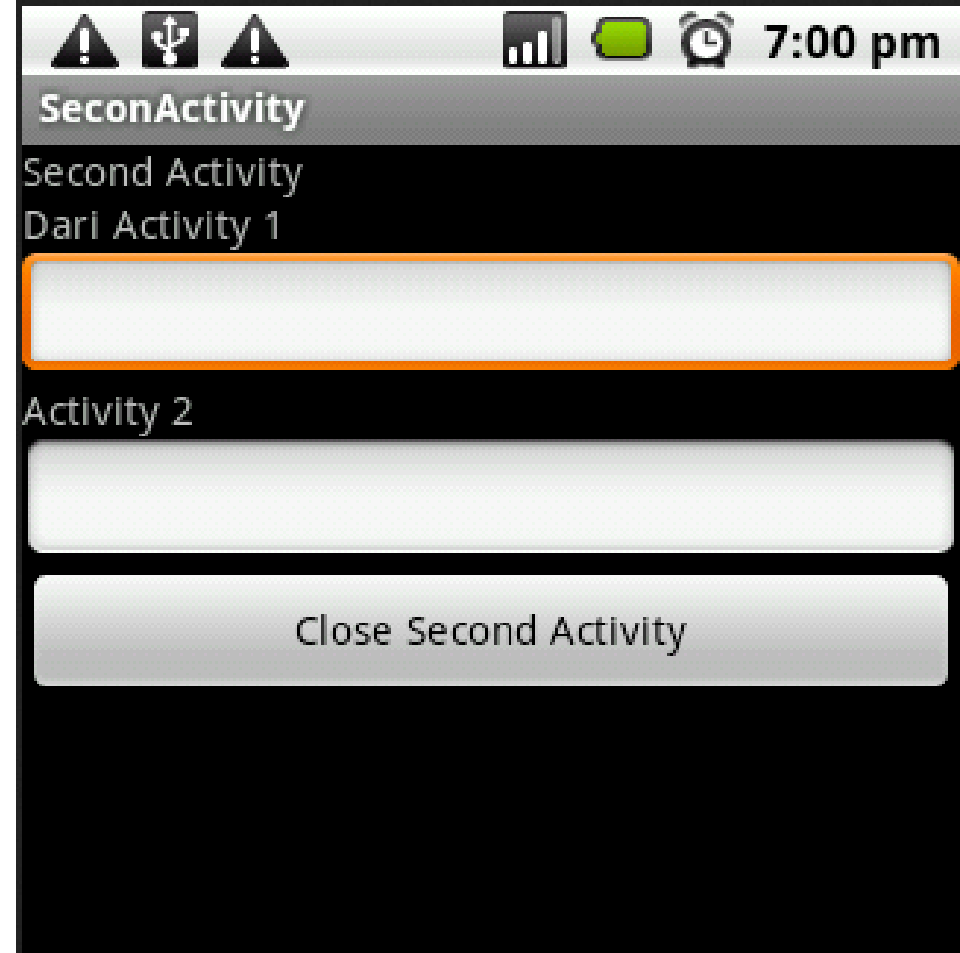 7:00 pm
SeconActivity
Second Activity
Dari Activity 1
Activity 2
Close Second Activity